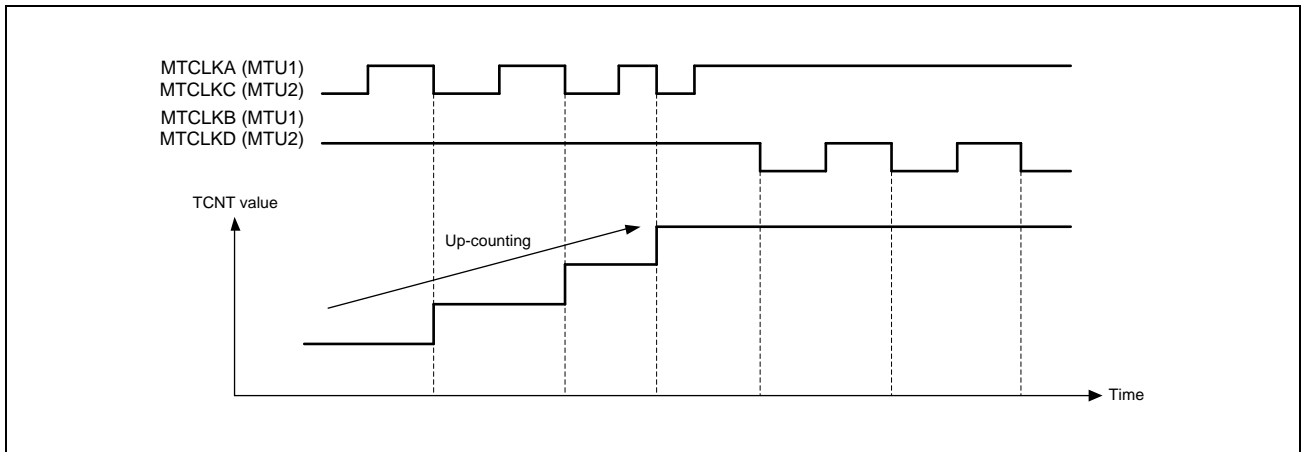 MTCLKA (MTU1)
MTCLKC (MTU2)
MTCLKB (MTU1)
MTCLKD (MTU2)
TCNT value
Up-counting
Time